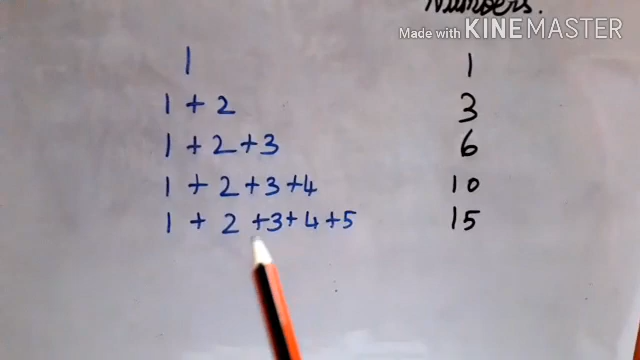 Numbers.
Made with KINEMASTER
1 1
1 + 2 3
1 + 2 + 3 6
1 + 2 + 3 + 4 10
1 + 2 + 3 + 4 + 5 15